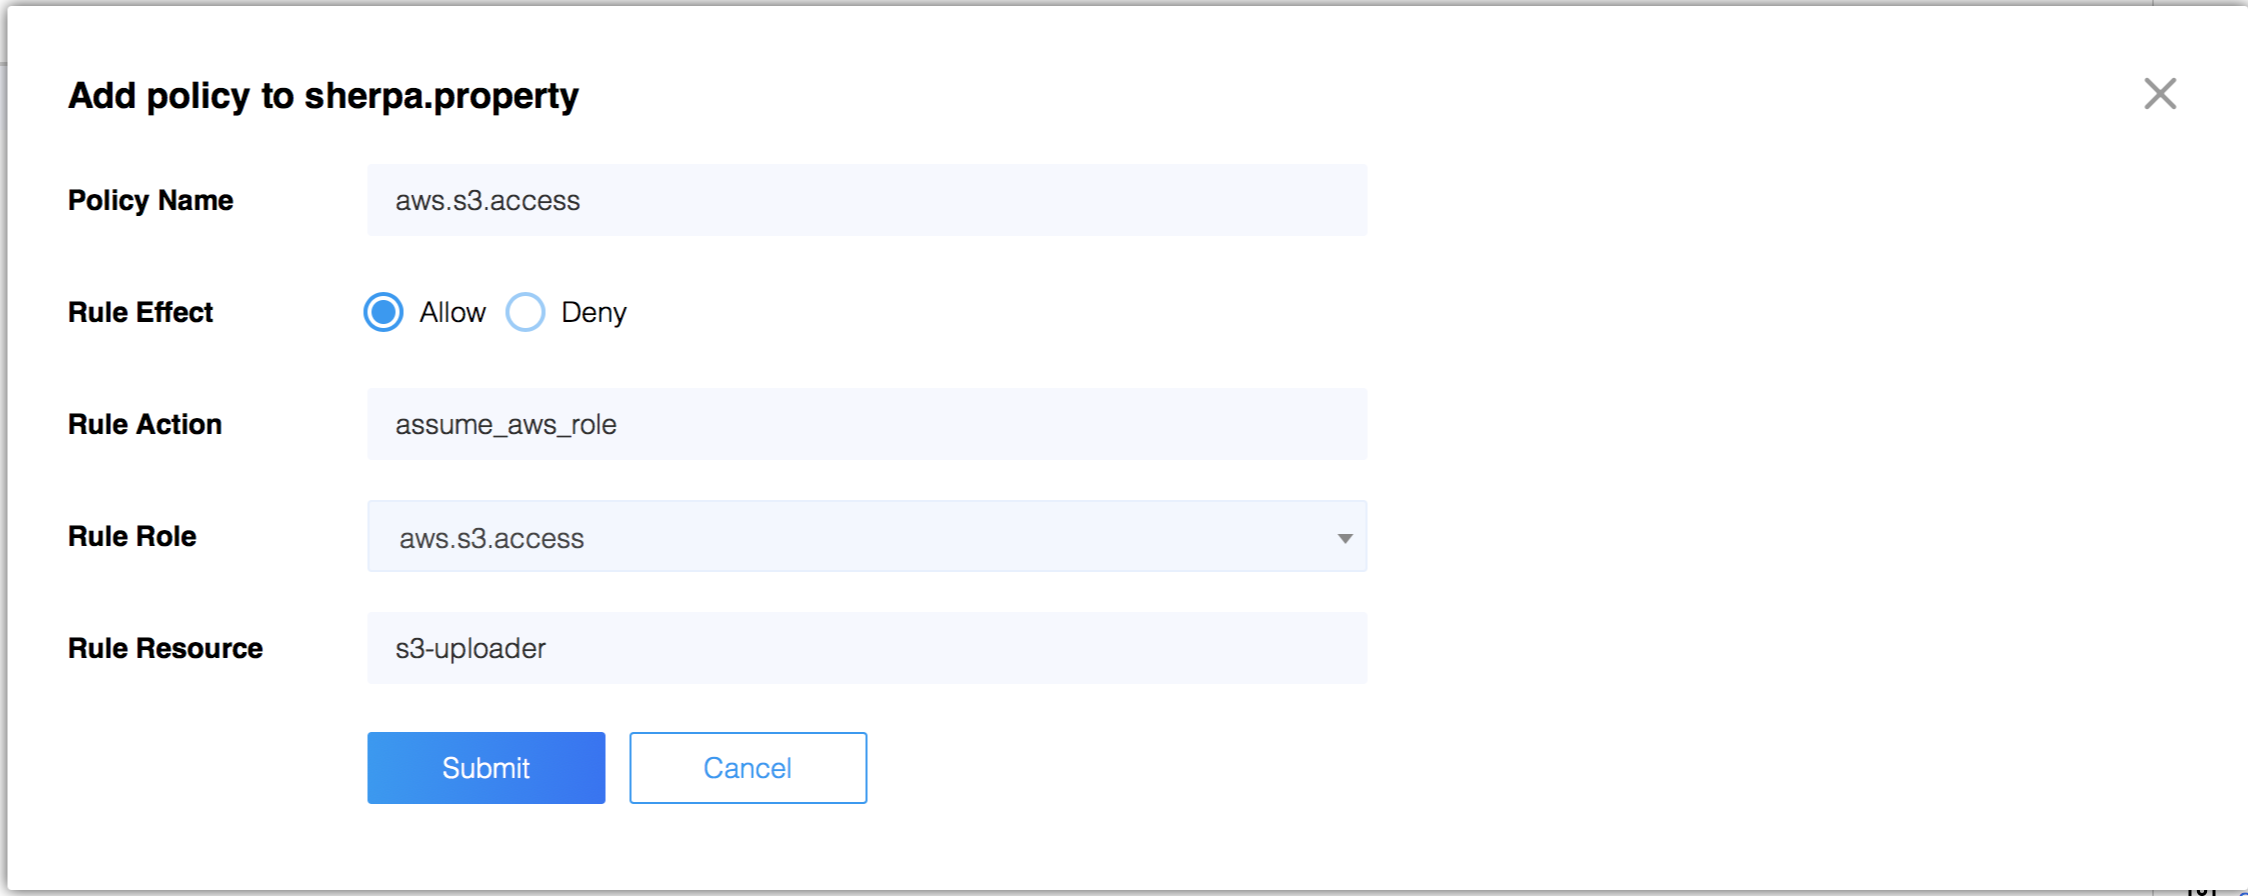 Add policy to sherpa.property
Policy Name
aws.s3.access
Rule Effect
Allow
Deny
Rule Action
assume_aws_role
Rule Role
aws.s3.access
Rule Resource
s3-uploader
Submit
Cancel